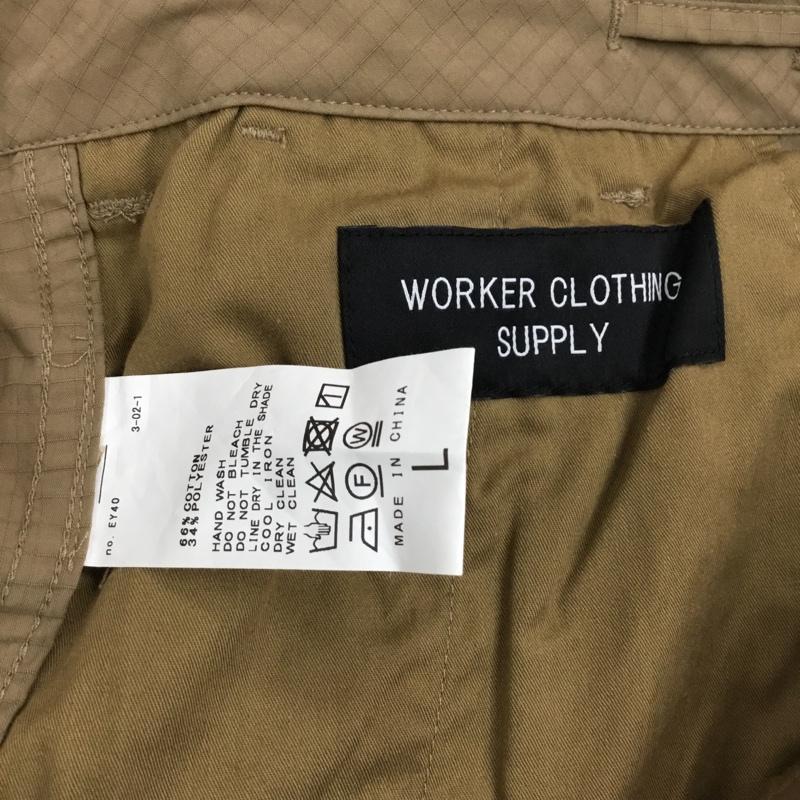 WORKER CLOTHING
SUPPLY
3-02-1
no. EY40
66% COTTON
34% POLYESTER
HAND WASH
DO NOT BLEACH
DO NOT TUMBLE DRY
LINE DRY IN THE SHADE
COOL IRON
DRY CLEAN
WET CLEAN
F
W
MADE IN CHINA
L